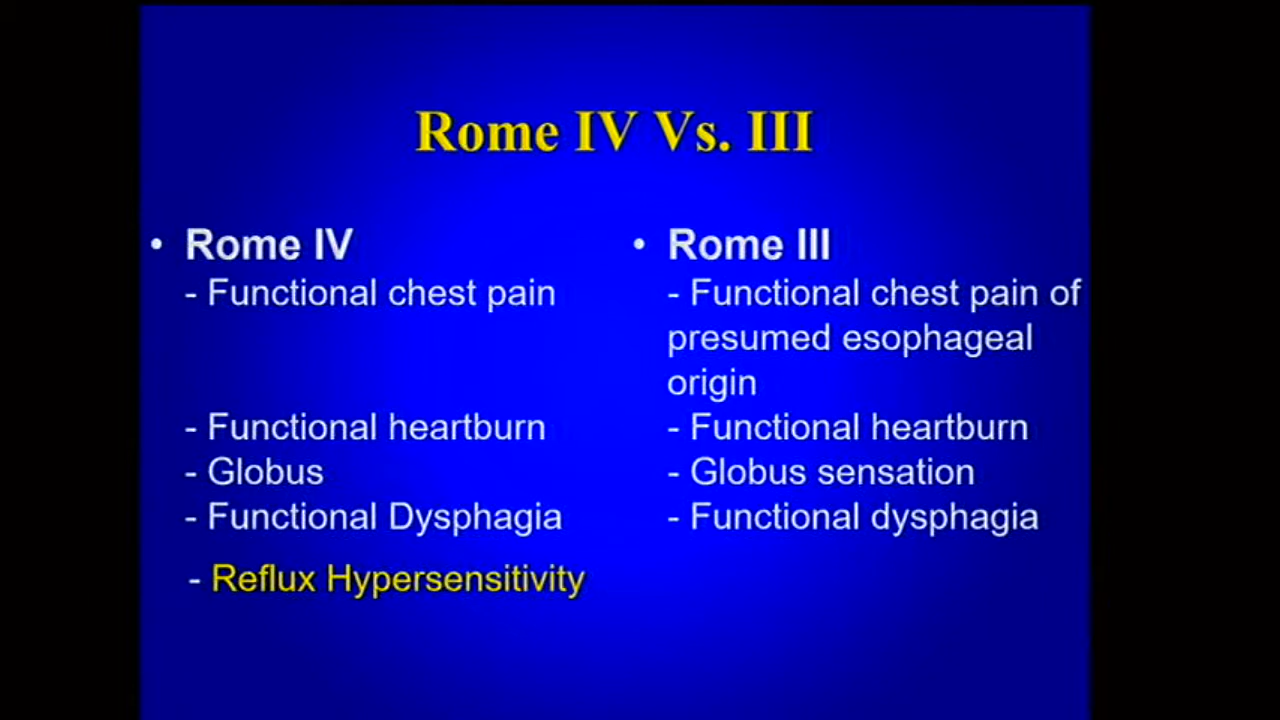 Rome IV Vs. III
• Rome IV
- Functional chest pain
- Functional heartburn
- Globus
- Functional Dysphagia
- Reflux Hypersensitivity
• Rome III
- Functional chest pain of
presumed esophageal
origin
- Functional heartburn
- Globus sensation
- Functional dysphagia